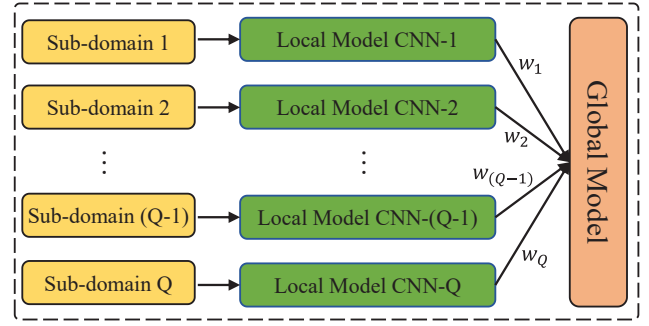 Sub-domain 1
Local Model CNN-1
w₁
Sub-domain 2
Local Model CNN-2
w₂
⋮
⋮
w₍Q₋₁₎
Sub-domain (Q-1)
Local Model CNN-(Q-1)
w_Q
Sub-domain Q
Local Model CNN-Q
Global Model